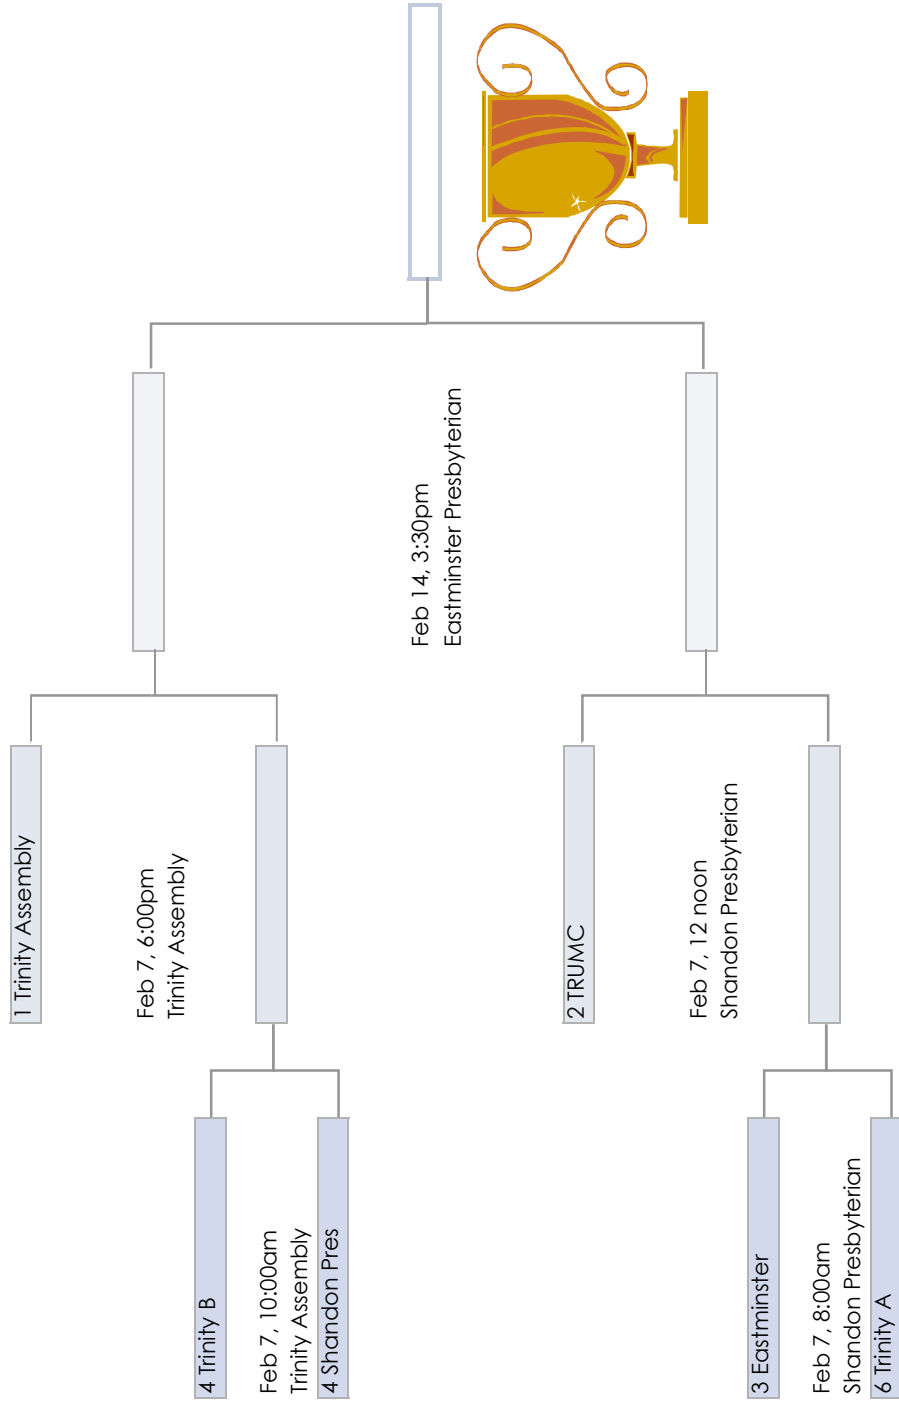 1 Trinity Assembly
Feb 7, 6:00pm
Trinity Assembly
4 Trinity B
Feb 7, 10:00am
Trinity Assembly
4 Shandon Pres
Feb 14, 3:30pm
Eastminster Presbyterian
2 TRUMC
Feb 7, 12 noon
Shandon Presbyterian
3 Eastminster
Feb 7, 8:00am
Shandon Presbyterian
6 Trinity A